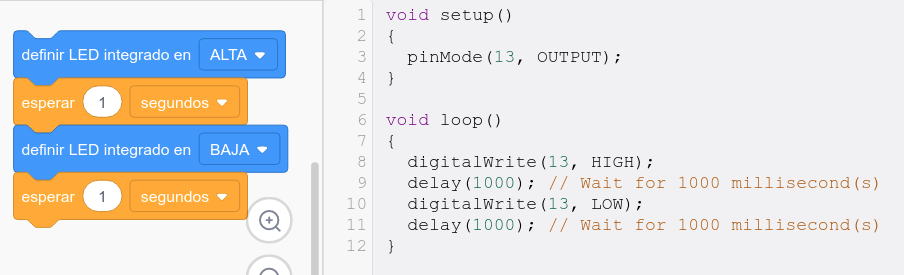 definir LED integrado en ALTA
esperar 1 segundos
definir LED integrado en BAJA
esperar 1 segundos
1 void setup()
2 {
3   pinMode(13, OUTPUT);
4 }
5
6 void loop()
7 {
8   digitalWrite(13, HIGH);
9   delay(1000); // Wait for 1000 millisecond(s)
10   digitalWrite(13, LOW);
11   delay(1000); // Wait for 1000 millisecond(s)
12 }